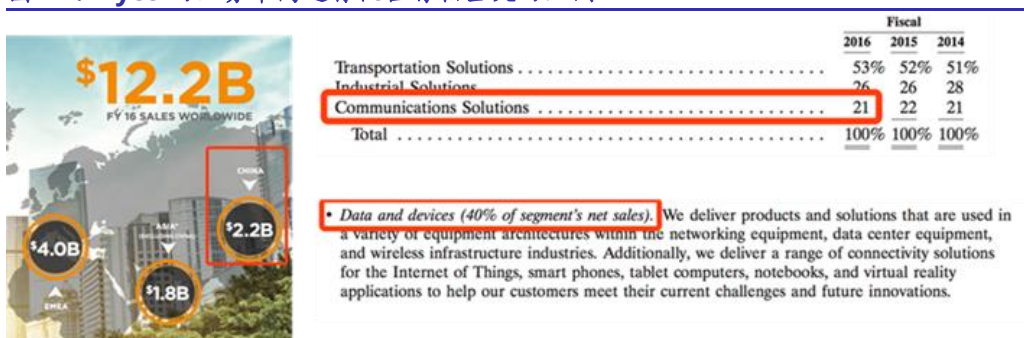 $12.2B
FY 16 SALES WORLDWIDE
CHINA
$2.2B
$4.0B
EMEA
$1.8B
Fiscal
2016 2015 2014
Transportation Solutions . . . . . . . . . . . . . . . . . . . . . . . . . . . . . . . . . . . 53% 52% 51%
Industrial Solutions 26 26 28
Communications Solutions . . . . . . . . . . . . . . . . . . . . . . . . . . . . . . . . . 21 22 21
Total . . . . . . . . . . . . . . . . . . . . . . . . . . . . . . . . . . . . . . . . . . . . . . . . 100% 100% 100%
• Data and devices (40% of segment's net sales). We deliver products and solutions that are used in
a variety of equipment architectures within the networking equipment, data center equipment,
and wireless infrastructure industries. Additionally, we deliver a range of connectivity solutions
for the Internet of Things, smart phones, tablet computers, notebooks, and virtual reality
applications to help our customers meet their current challenges and future innovations.